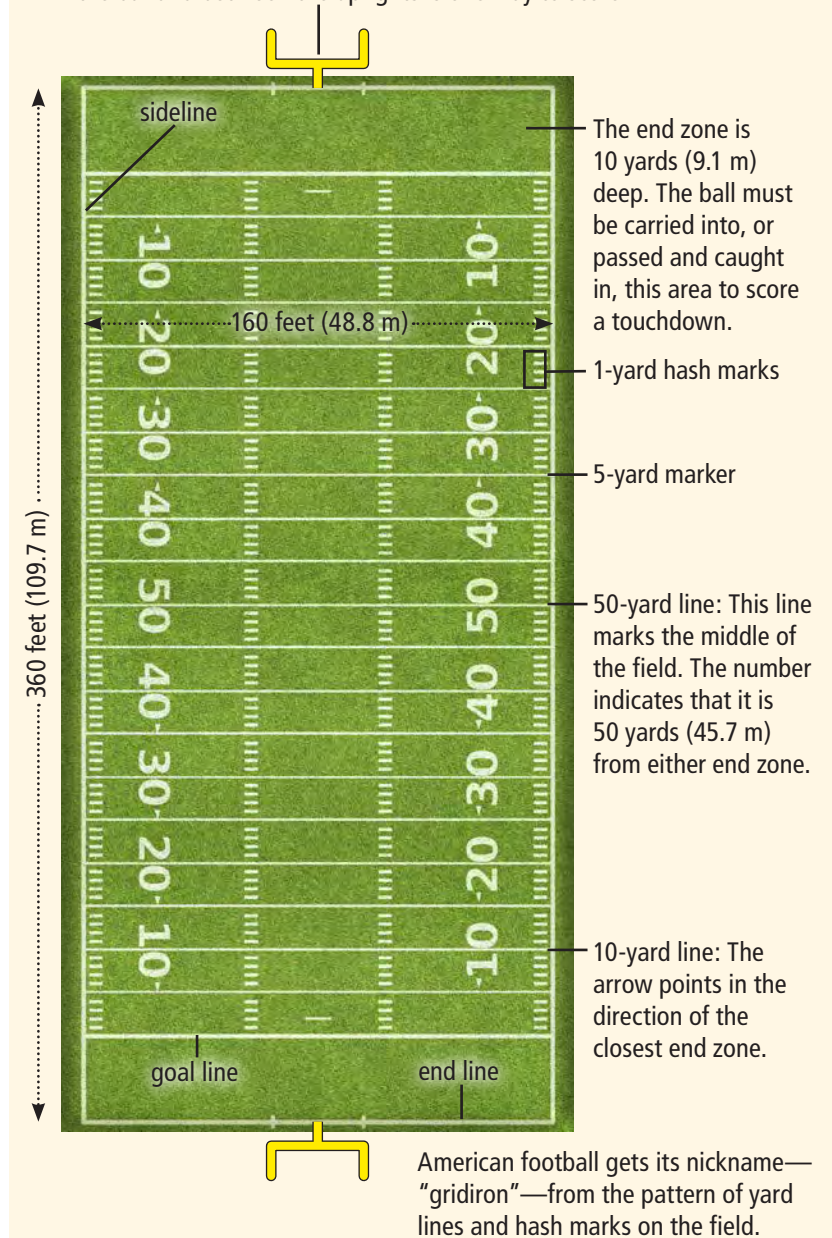 sideline
The end zone is
10 yards (9.1 m)
deep. The ball must
be carried into, or
passed and caught
in, this area to score
a touchdown.
10 10
160 feet (48.8 m)
20 20
1-yard hash marks
30 30
5-yard marker
40 40
360 feet (109.7 m)
50 50
50-yard line: This line
marks the middle of
the field. The number
indicates that it is
50 yards (45.7 m)
from either end zone.
40 40
30 30
20 20
10 10
10-yard line: The
arrow points in the
direction of the
closest end zone.
goal line
end line
American football gets its nickname—
"gridiron"—from the pattern of yard
lines and hash marks on the field.